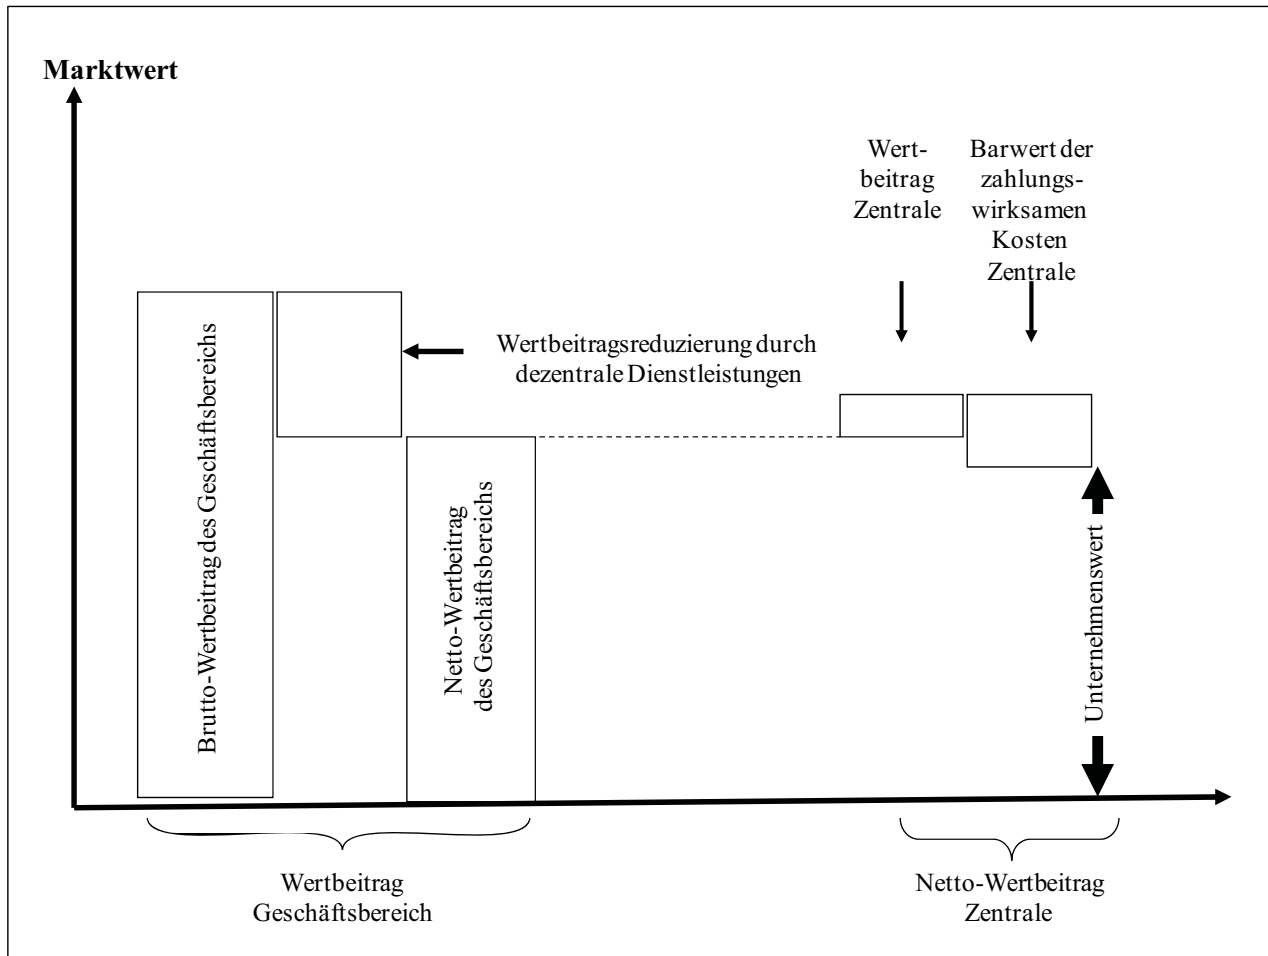 Marktwert
Wert-
beitrag
Zentrale
Barwert der
zahlungs-
wirksamen
Kosten
Zentrale
Brutto-Wertbeitrag des Geschäftsbereichs
Wertbeitragsreduzierung durch
dezentrale Dienstleistungen
Netto-Wertbeitrag
des Geschäftsbereichs
Unternehmenswert
Wertbeitrag
Geschäftsbereich
Netto-Wertbeitrag
Zentrale